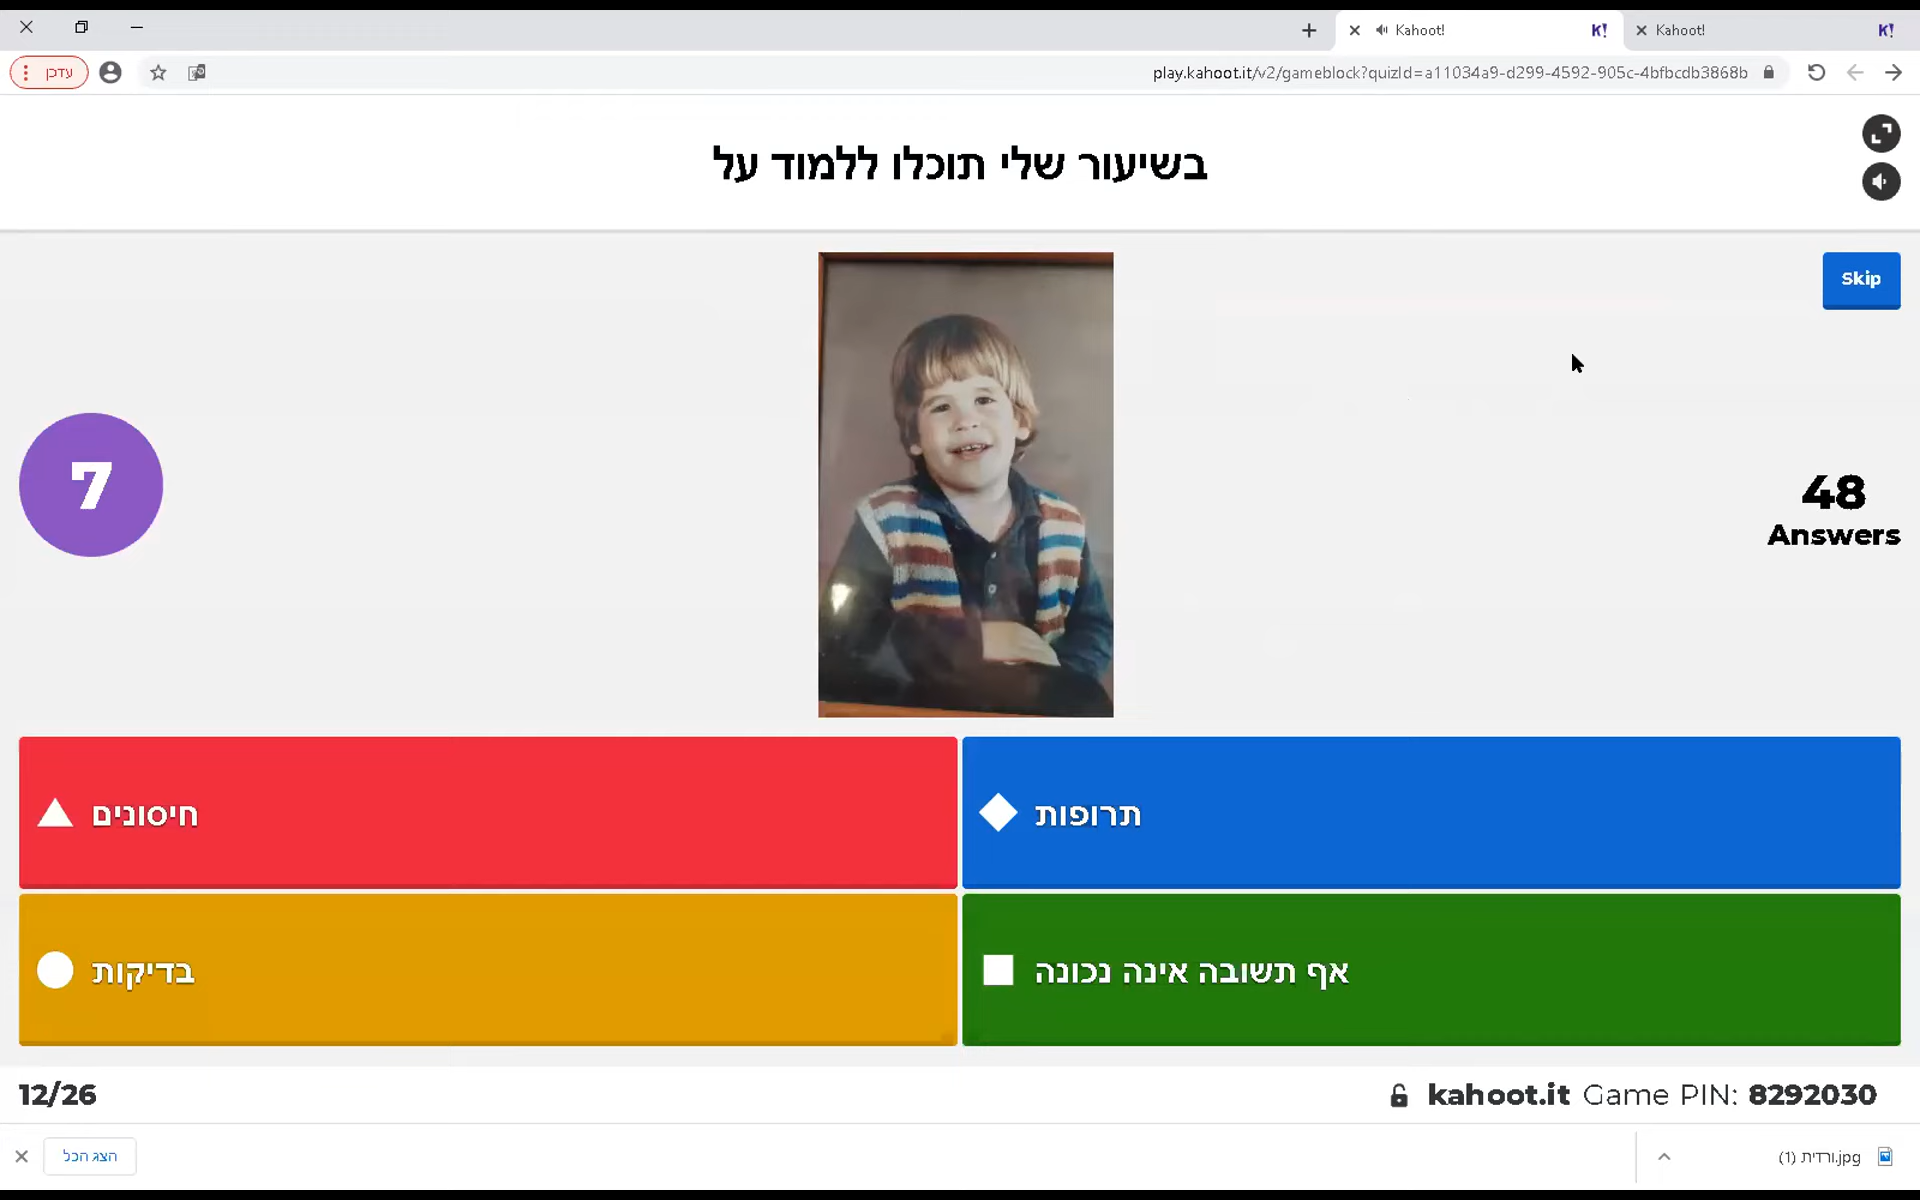 Kahoot!
Kahoot!
עדכן
play.kahoot.it/v2/gameblock?quizId=a11034a9-d299-4592-905c-4bfbcdb3868b
בשיעור שלי תוכלו ללמוד על
Skip
7
48
Answers
חיסונים
תרופות
בדיקות
אף תשובה אינה נכונה
12/26
kahoot.it Game PIN: 8292030
הצג הכל
ורדית (1).jpg